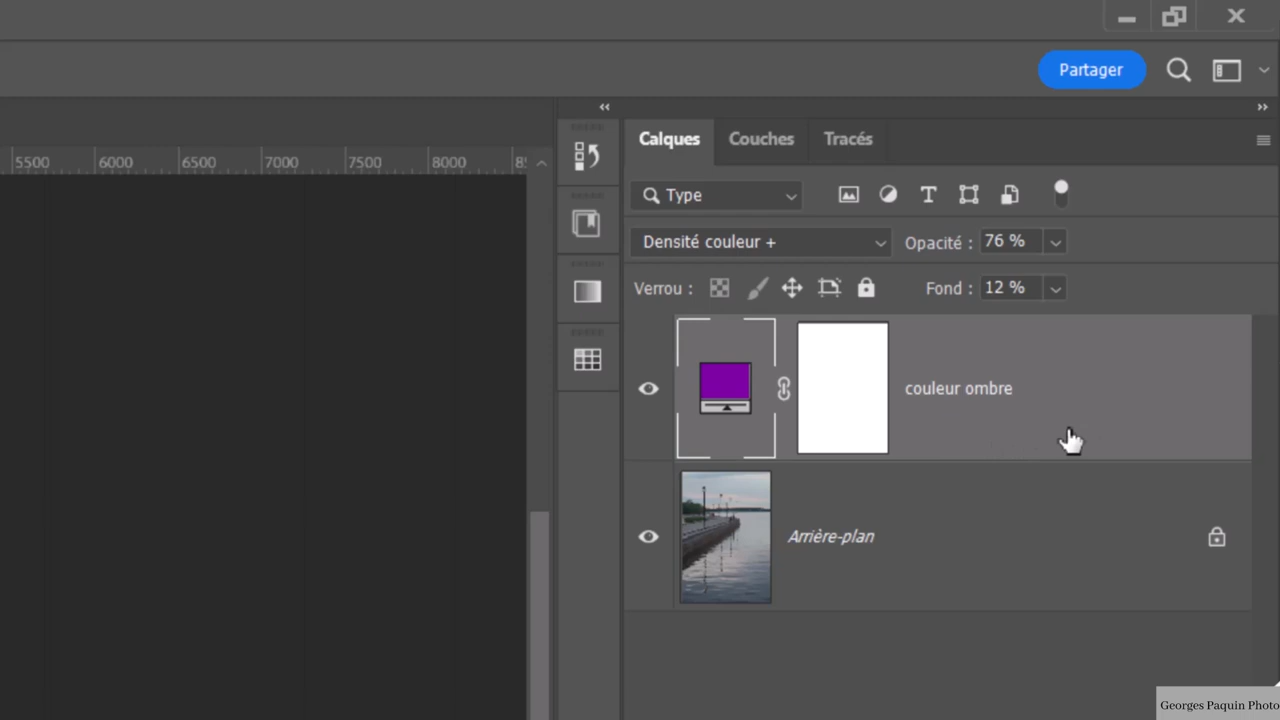 Partager
5500 6000 6500 7000 7500 8000
Calques Couches Tracés
Type
Densité couleur + Opacité : 76 %
Verrou : Fond : 12 %
couleur ombre
Arrière-plan
Georges Paquin Photo